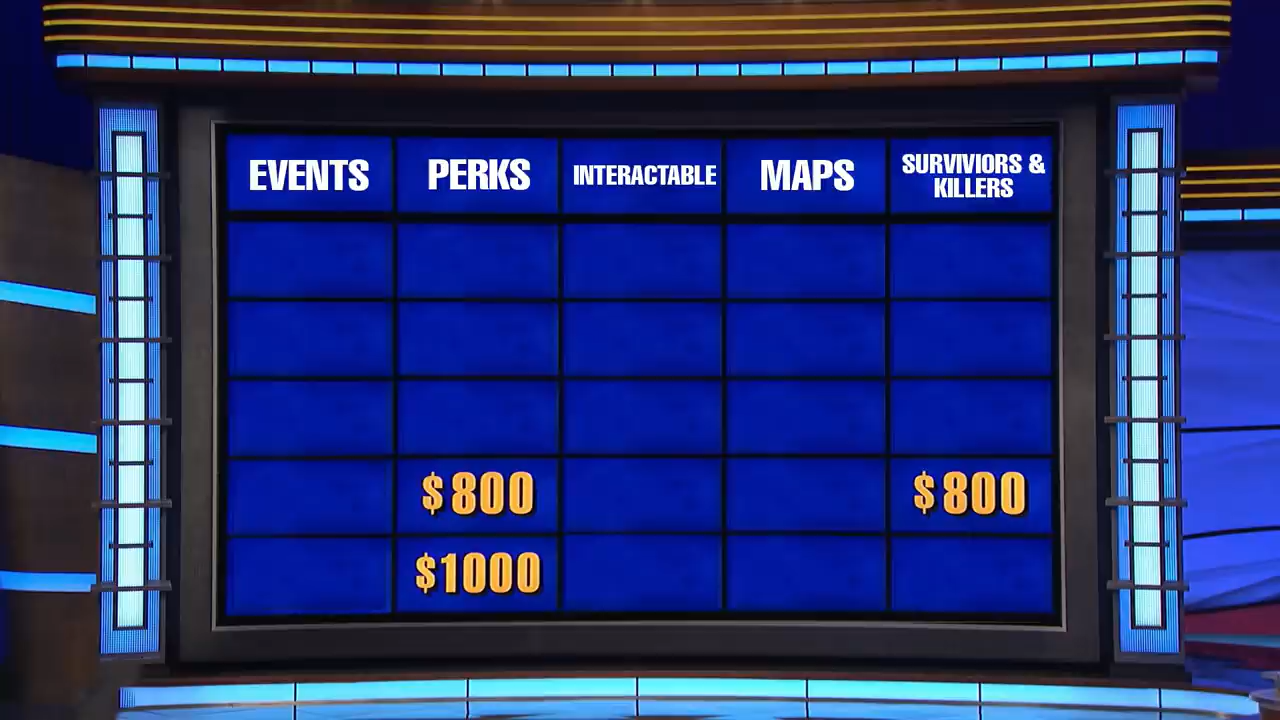 EVENTS
PERKS
INTERACTABLE
MAPS
SURVIVIORS &
KILLERS
$800
$800
$1000